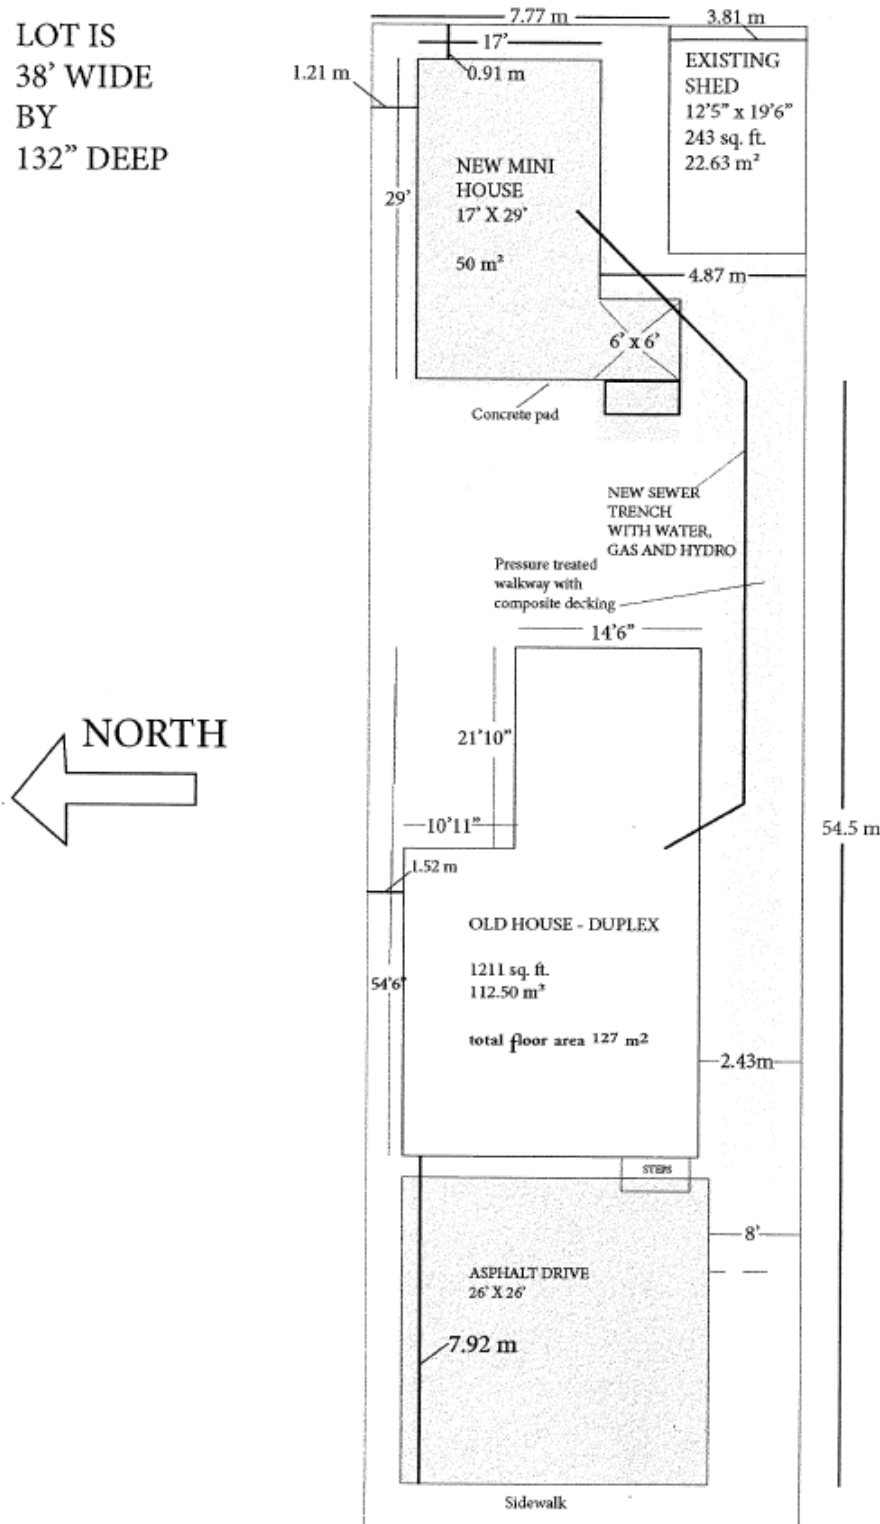 LOT IS
38’ WIDE
BY
132” DEEP
7.77 m
3.81 m
17’
1.21 m
0.91 m
EXISTING
SHED
12’5” x 19’6”
243 sq. ft.
22.63 m²
NEW MINI
HOUSE
17’ X 29’
50 m²
29’
4.87 m
6’ x 6’
Concrete pad
NEW SEWER
TRENCH
WITH WATER,
GAS AND HYDRO
Pressure treated
walkway with
composite decking
14’6”
NORTH
21’10”
10’11”
54.5 m
1.52 m
OLD HOUSE - DUPLEX
1211 sq. ft.
112.50 m²
54’6”
total floor area 127 m2
2.43m
STEPS
8’
ASPHALT DRIVE
26’ X 26’
7.92 m
Sidewalk